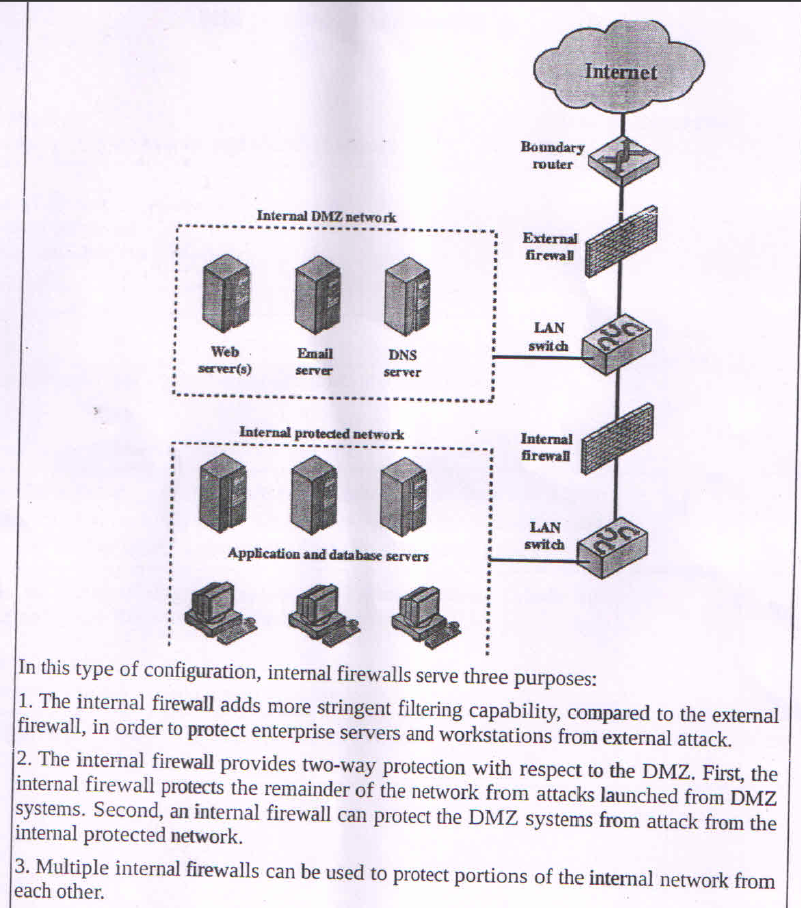 Internet
Boundary
router
Internal DMZ network
External
firewall
Web
server(s)
Email
server
DNS
server
LAN
switch
Internal protected network
Internal
firewall
Application and database servers
LAN
switch
In this type of configuration, internal firewalls serve three purposes:
1. The internal firewall adds more stringent filtering capability, compared to the external
firewall, in order to protect enterprise servers and workstations from external attack.
2. The internal firewall provides two-way protection with respect to the DMZ. First, the
internal firewall protects the remainder of the network from attacks launched from DMZ
systems. Second, an internal firewall can protect the DMZ systems from attack from the
internal protected network.
3. Multiple internal firewalls can be used to protect portions of the internal network from
each other.